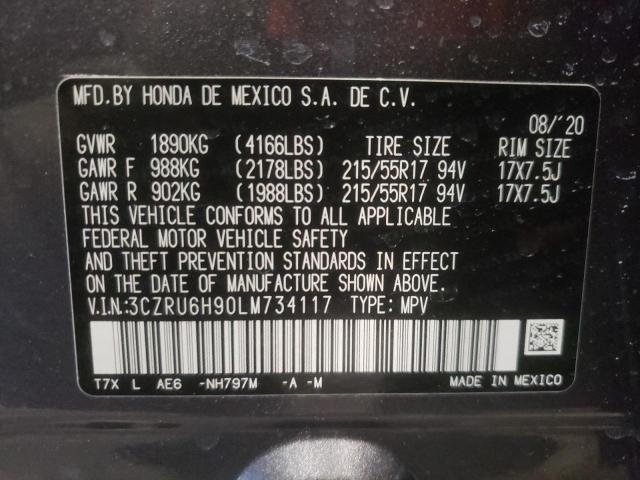 MFD.BY HONDA DE MEXICO S.A. DE C.V.
08/'20
GVWR 1890KG (4166LBS) TIRE SIZE RIM SIZE
GAWR F 988KG (2178LBS) 215/55R17 94V 17X7.5J
GAWR R 902KG (1988LBS) 215/55R17 94V 17X7.5J
THIS VEHICLE CONFORMS TO ALL APPLICABLE
FEDERAL MOTOR VEHICLE SAFETY
AND THEFT PREVENTION STANDARDS IN EFFECT
ON THE DATE OF MANUFACTURE SHOWN ABOVE.
V.I.N:3CZRU6H90LM734117 TYPE: MPV
T7X L AE6 -NH797M -A -M MADE IN MEXICO